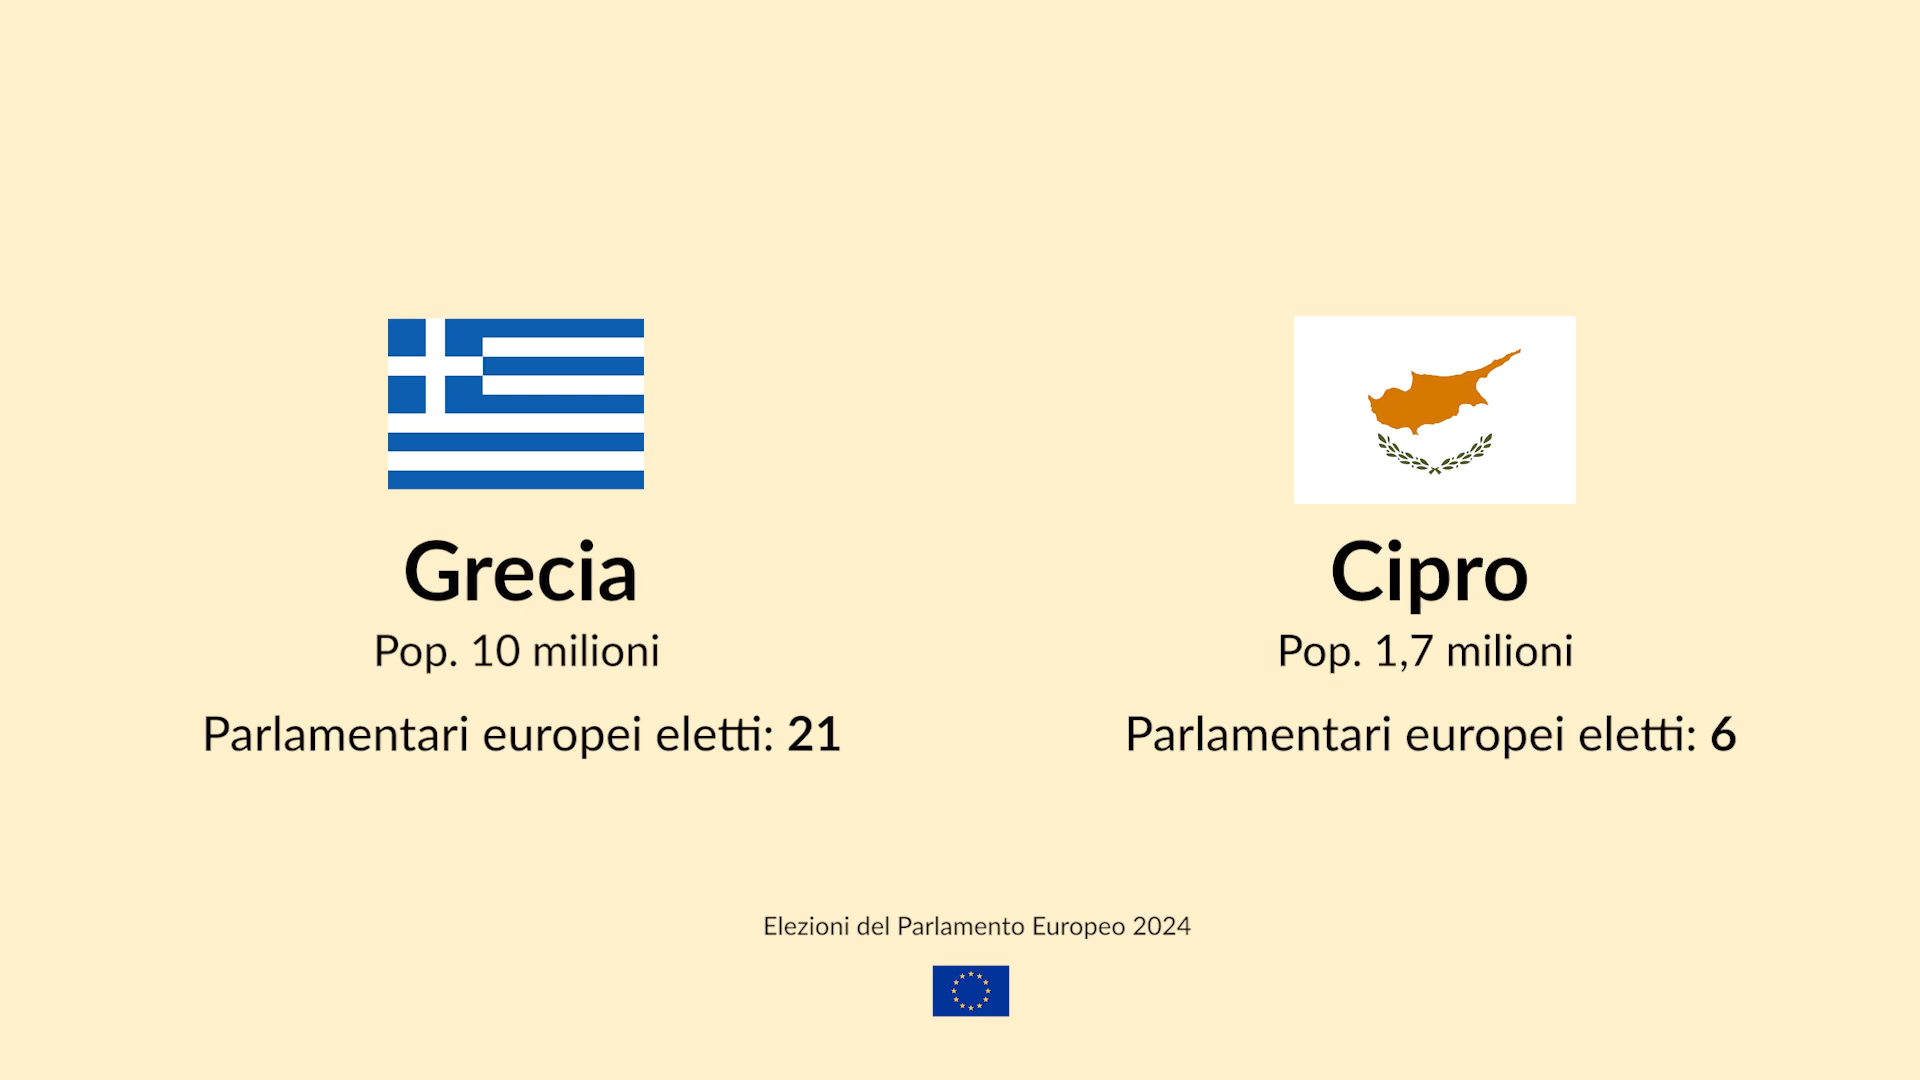 Grecia
Pop. 10 milioni
Parlamentari europei eletti: 21
Cipro
Pop. 1,7 milioni
Parlamentari europei eletti: 6
Elezioni del Parlamento Europeo 2024